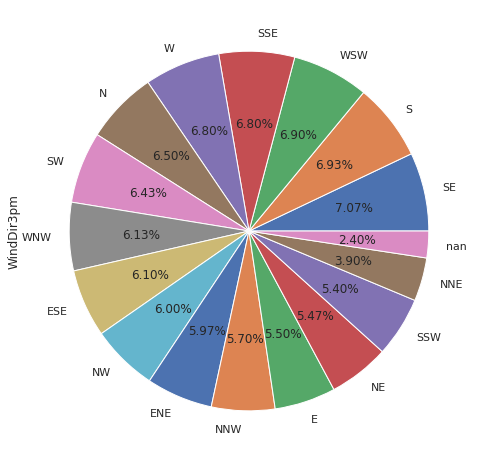 SSE
W
WSW
N
S
6.80%
6.80%
6.90%
6.50%
6.93%
SW
SE
6.43%
7.07%
WindDir3pm
WNW
6.13%
2.40%
nan
3.90%
NNE
6.10%
5.40%
ESE
6.00%
5.47%
5.97%
5.50%
5.70%
SSW
NW
NE
ENE
E
NNW